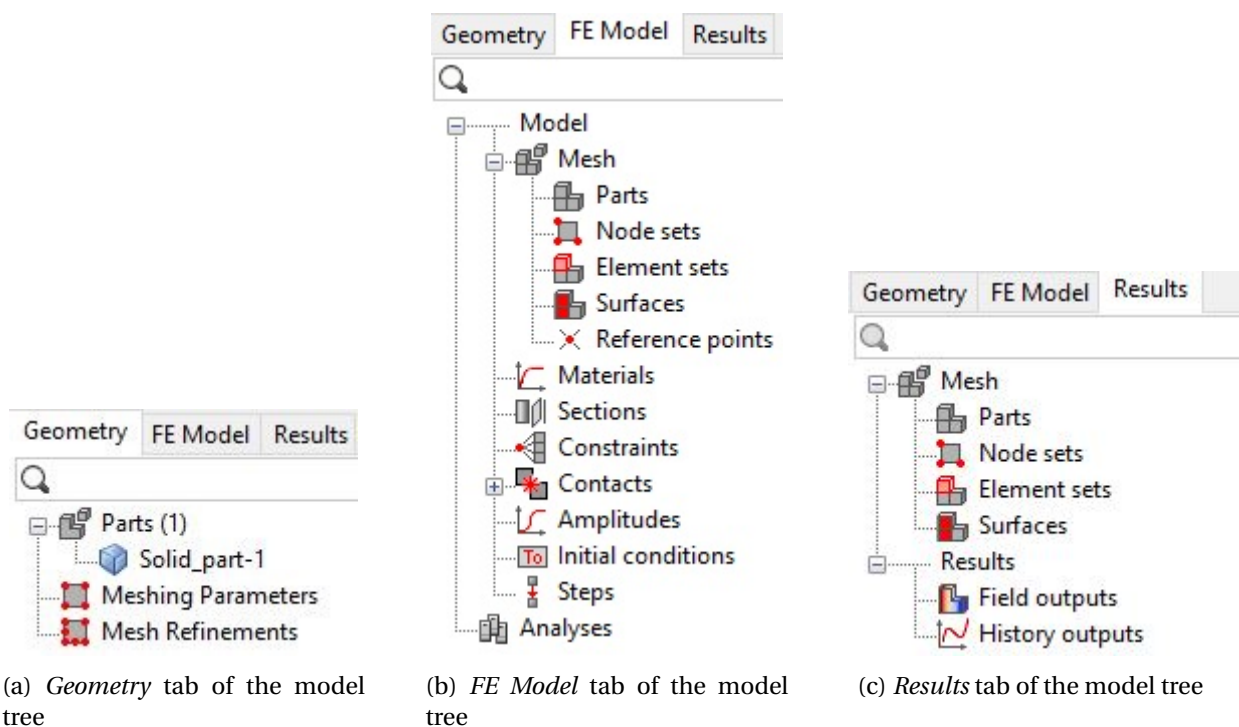 Geometry FE Model Results
Parts (1)
Solid_part-1
Meshing Parameters
Mesh Refinements
(a) Geometry tab of the model
tree
Geometry FE Model Results
Model
Mesh
Parts
Node sets
Element sets
Surfaces
Reference points
Materials
Sections
Constraints
Contacts
Amplitudes
To Initial conditions
Steps
Analyses
(b) FE Model tab of the model
tree
Geometry FE Model Results
Mesh
Parts
Node sets
Element sets
Surfaces
Results
Field outputs
History outputs
(c) Results tab of the model tree